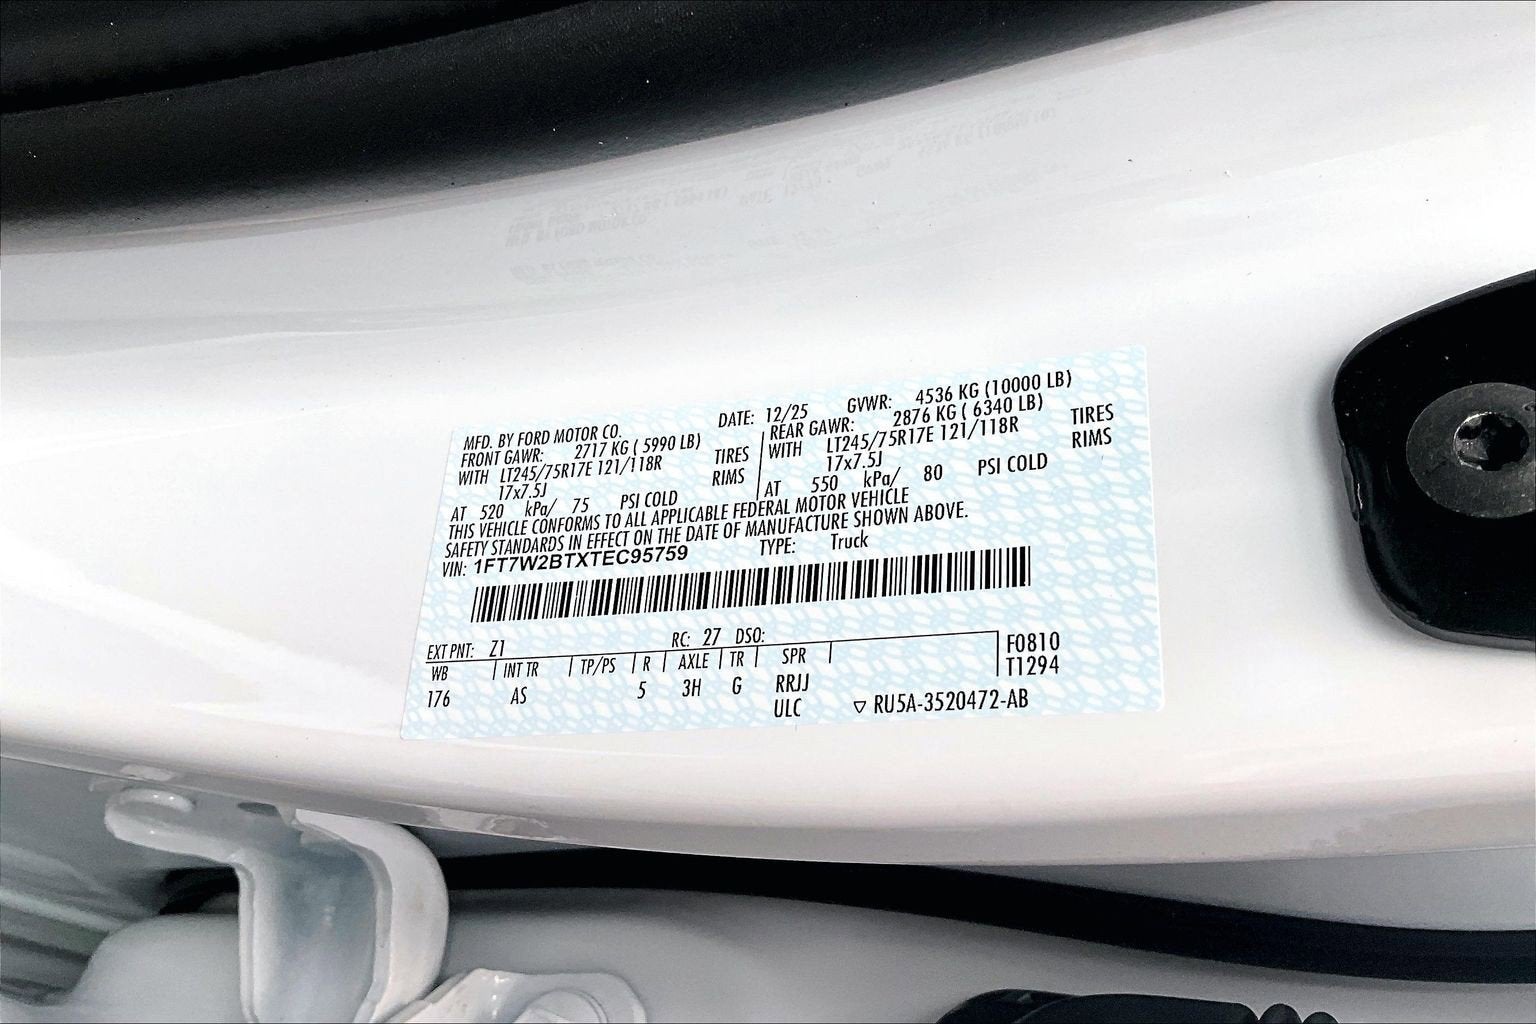 MFD. BY FORD MOTOR CO. DATE: 12/25 GVWR: 4536 KG (10000 LB)
FRONT GAWR: 2717 KG ( 5990 LB) REAR GAWR: 2876 KG ( 6340 LB)
WITH LT245/75R17E 121/118R TIRES WITH LT245/75R17E 121/118R TIRES
17x7.5J RIMS 17x7.5J RIMS
AT 520 kPa/ 75 PSI COLD AT 550 kPa/ 80 PSI COLD
THIS VEHICLE CONFORMS TO ALL APPLICABLE FEDERAL MOTOR VEHICLE
SAFETY STANDARDS IN EFFECT ON THE DATE OF MANUFACTURE SHOWN ABOVE.
VIN: 1FT7W2BTXTEC95759 TYPE: Truck
EXT PNT: Z1 RC: 27 DSO:
WB INT TR TP/PS R AXLE TR SPR F0810
176 AS 5 3H G RRJJ T1294
ULC ▽ RU5A-3520472-AB